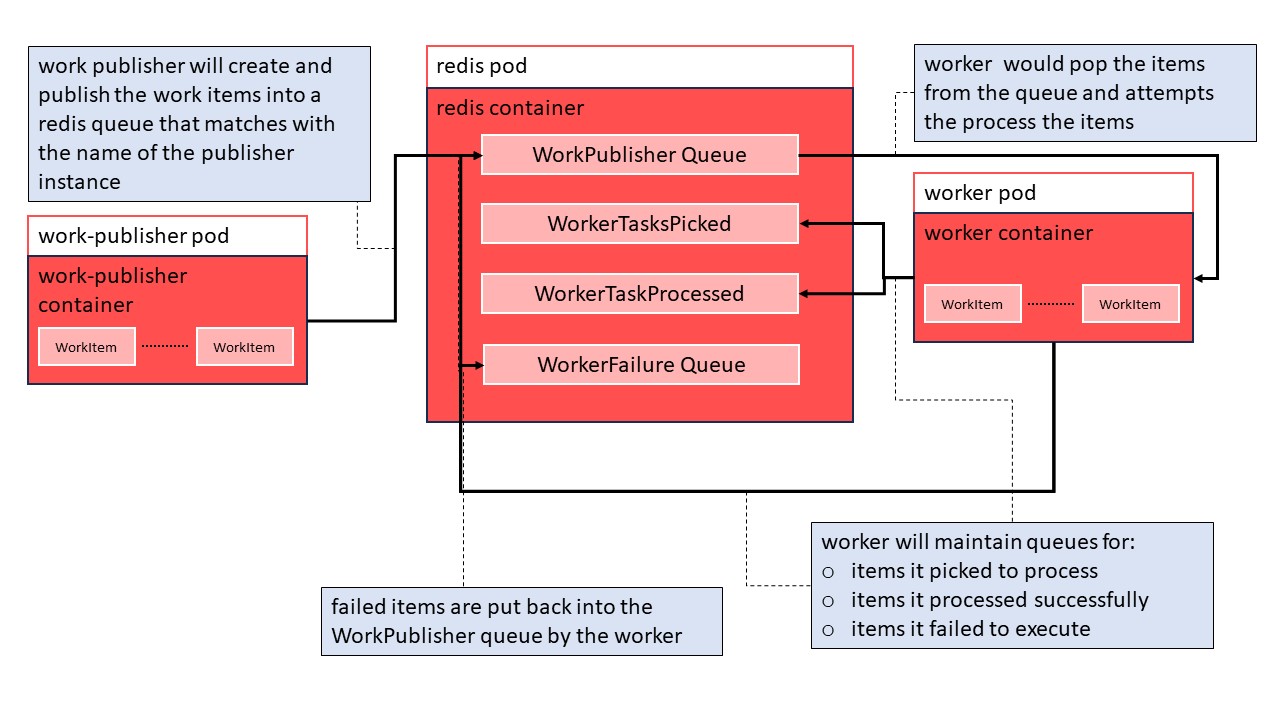 work publisher will create and
publish the work items into a
redis queue that matches with
the name of the publisher
instance
work-publisher pod
work-publisher
container
WorkItem
WorkItem
redis pod
redis container
WorkPublisher Queue
WorkerTasksPicked
WorkerTaskProcessed
WorkerFailure Queue
worker would pop the items
from the queue and attempts
the process the items
worker pod
worker container
WorkItem
WorkItem
failed items are put back into the
WorkPublisher queue by the worker
worker will maintain queues for:
o items it picked to process
o items it processed successfully
o items it failed to execute